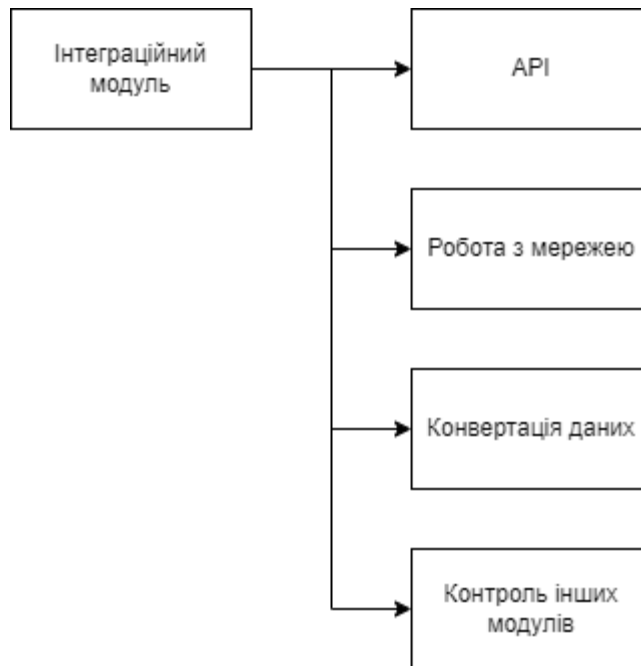 Інтеграційний
модуль
API
Робота з мережею
Конвертація даних
Контроль інших
модулів